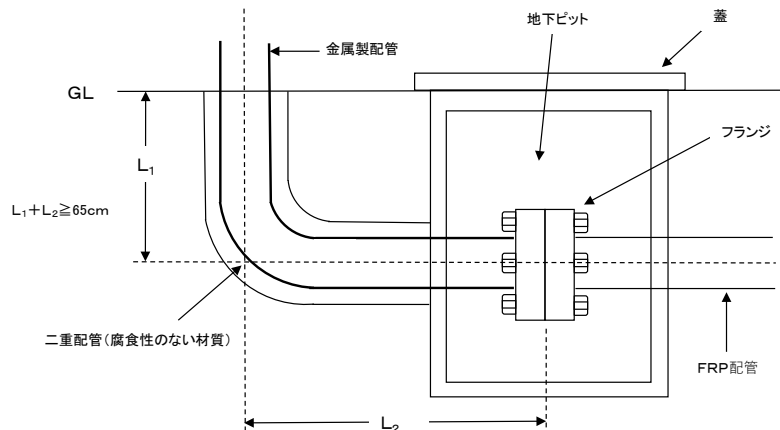 蓋
地下ピット
金属製配管
GL
フランジ
L₁
L₁+L₂≧65cm
二重配管(腐食性のない材質)
FRP配管
L₂